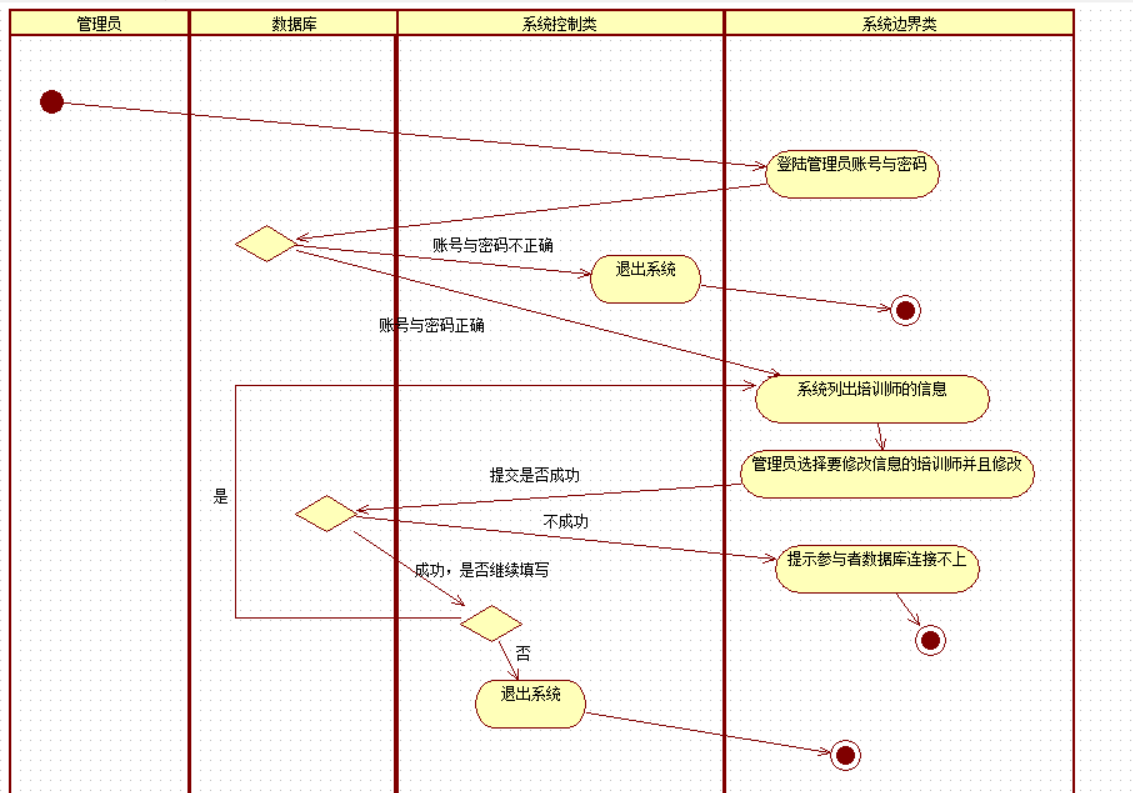 管理员
数据库
系统控制类
系统边界类
登陆管理员账号与密码
账号与密码不正确
退出系统
账号与密码正确
系统列出培训师的信息
管理员选择要修改信息的培训师并且修改
提交是否成功
是
不成功
提示参与者数据库连接不上
成功，是否继续填写
否
退出系统